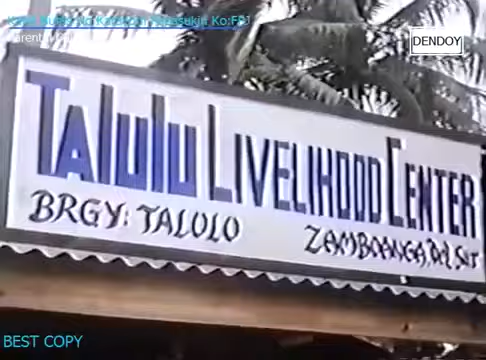 DENDOY
Talulu LIVELIHOOD CENTER
BRGY: TALULO
ZAMBOANGA, Del Sur
BEST COPY